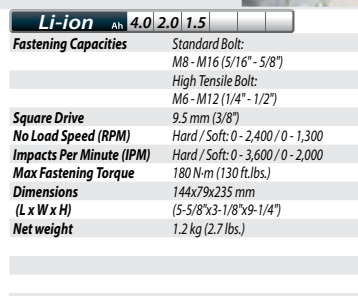 Li-ion Ah 4.0 2.0 1.5
Fastening Capacities Standard Bolt:
M8 - M16 (5/16" - 5/8")
High Tensile Bolt:
M6 - M12 (1/4" - 1/2")
Square Drive 9.5 mm (3/8")
No Load Speed (RPM) Hard / Soft: 0 - 2,400 / 0 - 1,300
Impacts Per Minute (IPM) Hard / Soft: 0 - 3,600 / 0 - 2,000
Max Fastening Torque 180 N·m (130 ft.lbs.)
Dimensions 144x79x235 mm
(L x W x H) (5-5/8"x3-1/8"x9-1/4")
Net weight 1.2 kg (2.7 lbs.)